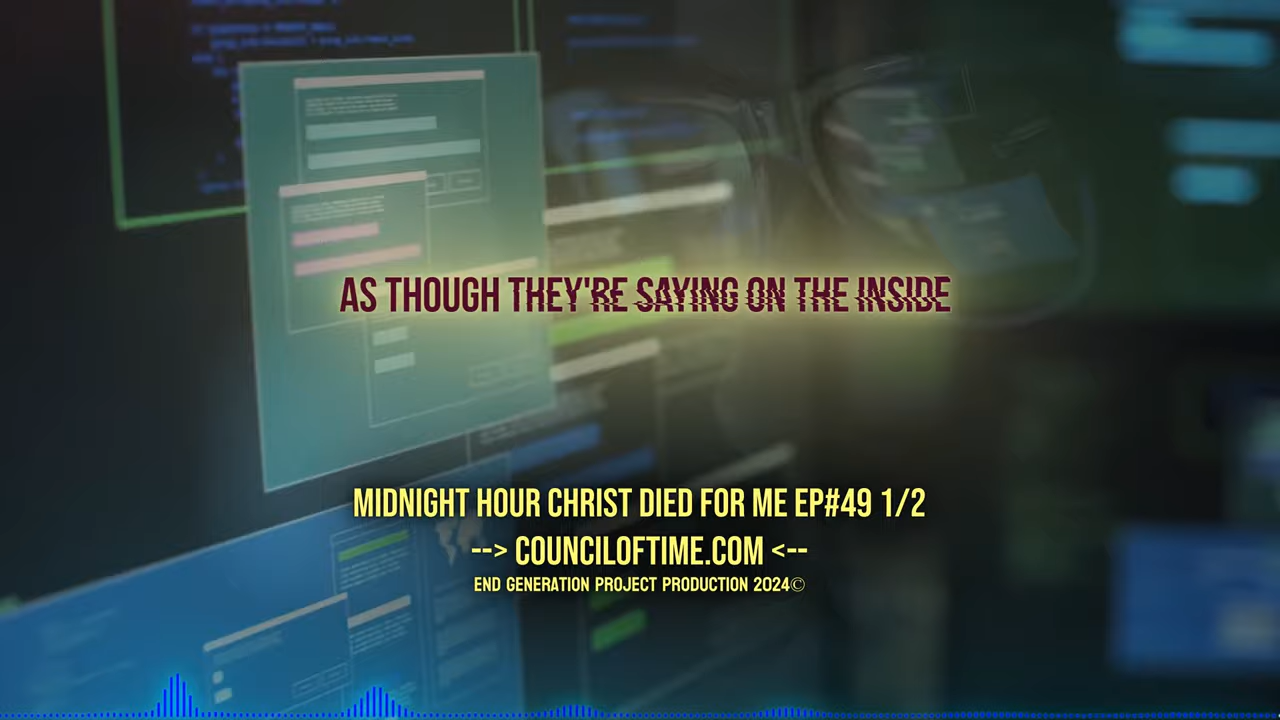 AS THOUGH THEY'RE SAYING ON THE INSIDE
MIDNIGHT HOUR CHRIST DIED FOR ME EP#49 1/2
--> COUNCILOFTIME.COM <--
END GENERATION PROJECT PRODUCTION 2024©